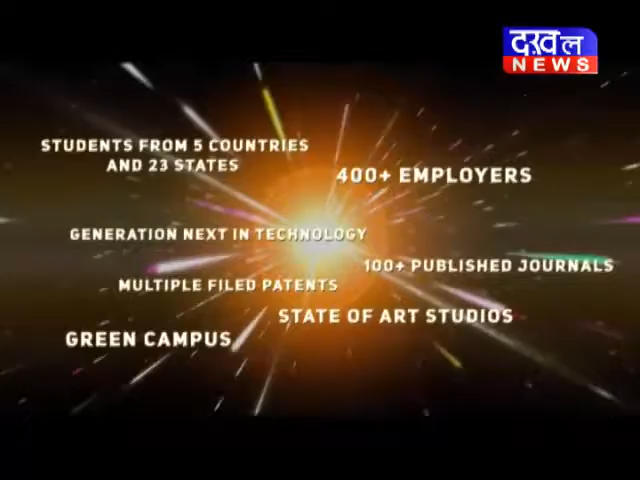 दख़ल
NEWS
STUDENTS FROM 5 COUNTRIES
AND 23 STATES
400+ EMPLOYERS
GENERATION NEXT IN TECHNOLOGY
100+ PUBLISHED JOURNALS
MULTIPLE FILED PATENTS
STATE OF ART STUDIOS
GREEN CAMPUS